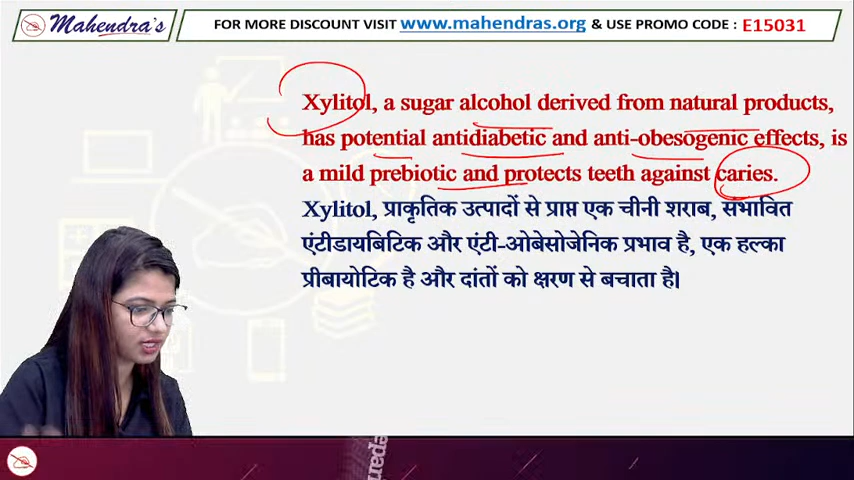 Mahendra's
FOR MORE DISCOUNT VISIT www.mahendras.org & USE PROMO CODE : E15031
Xylitol, a sugar alcohol derived from natural products,
has potential antidiabetic and anti-obesogenic effects, is
a mild prebiotic and protects teeth against caries.
Xylitol, प्राकृतिक उत्पादों से प्राप्त एक चीनी शराब, संभावित
एंटीडायबिटिक और एंटी-ओबेसोजेनिक प्रभाव है, एक हल्का
प्रीबायोटिक है और दांतों को क्षरण से बचाता है।